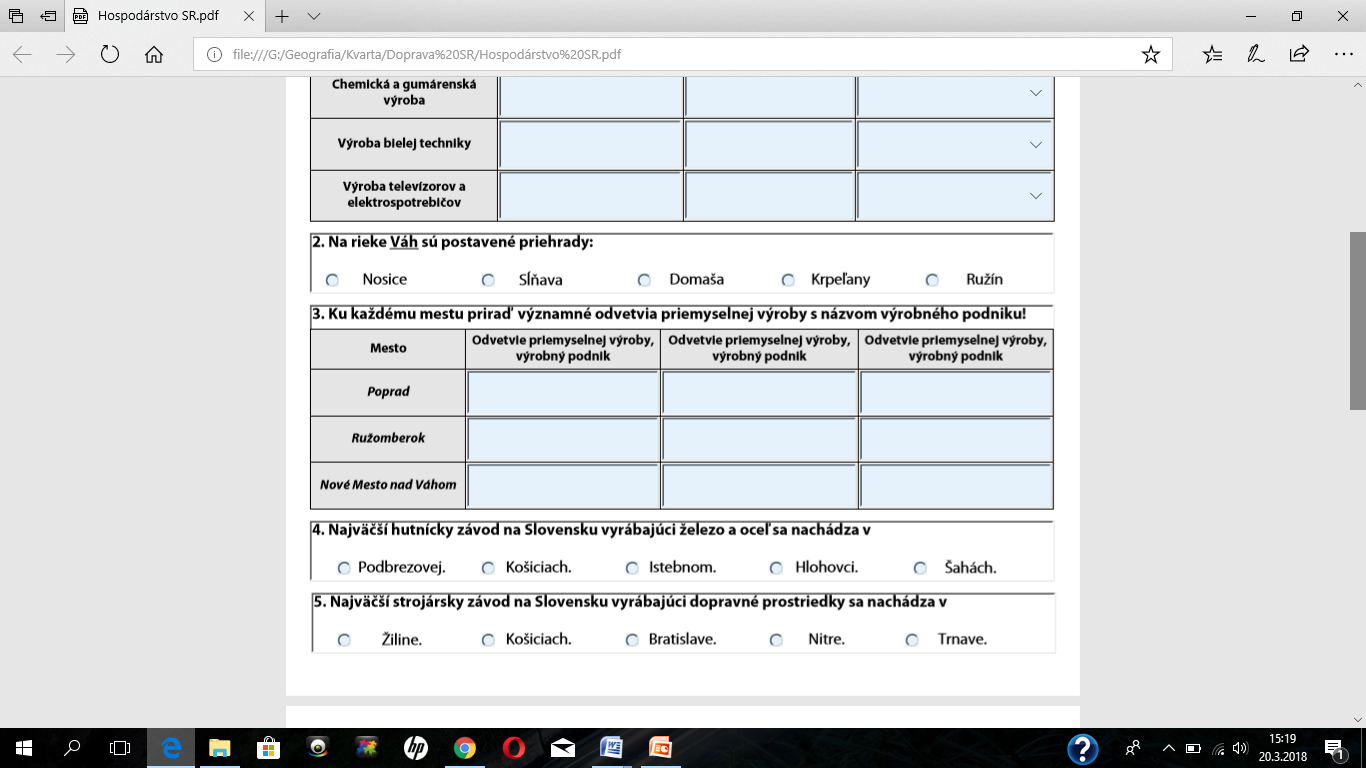 Hospodárstvo SR.pdf
file:///G:/Geografia/Kvarta/Doprava%20SR/Hospodárstvo%20SR.pdf
Chemická a gumárenská
výroba
Výroba bielej techniky
Výroba televízorov a
elektrospotrebičov
2. Na rieke Váh sú postavené priehrady:
Nosice Sĺňava Domaša Krpeľany Ružín
3. Ku každému mestu priraď významné odvetvia priemyselnej výroby s názvom výrobného podniku!
Mesto
Odvetvie priemyselnej výroby, Odvetvie priemyselnej výroby, Odvetvie priemyselnej výroby,
výrobný podnik výrobný podnik výrobný podnik
Poprad
Ružomberok
Nové Mesto nad Váhom
4. Najväčší hutnícky závod na Slovensku vyrábajúci železo a oceľ sa nachádza v
Podbrezovej. Košiciach. Istebnom. Hlohovci. Šahách.
5. Najväčší strojársky závod na Slovensku vyrábajúci dopravné prostriedky sa nachádza v
Žiline. Košiciach. Bratislave. Nitre. Trnave.
15:19
20.3.2018